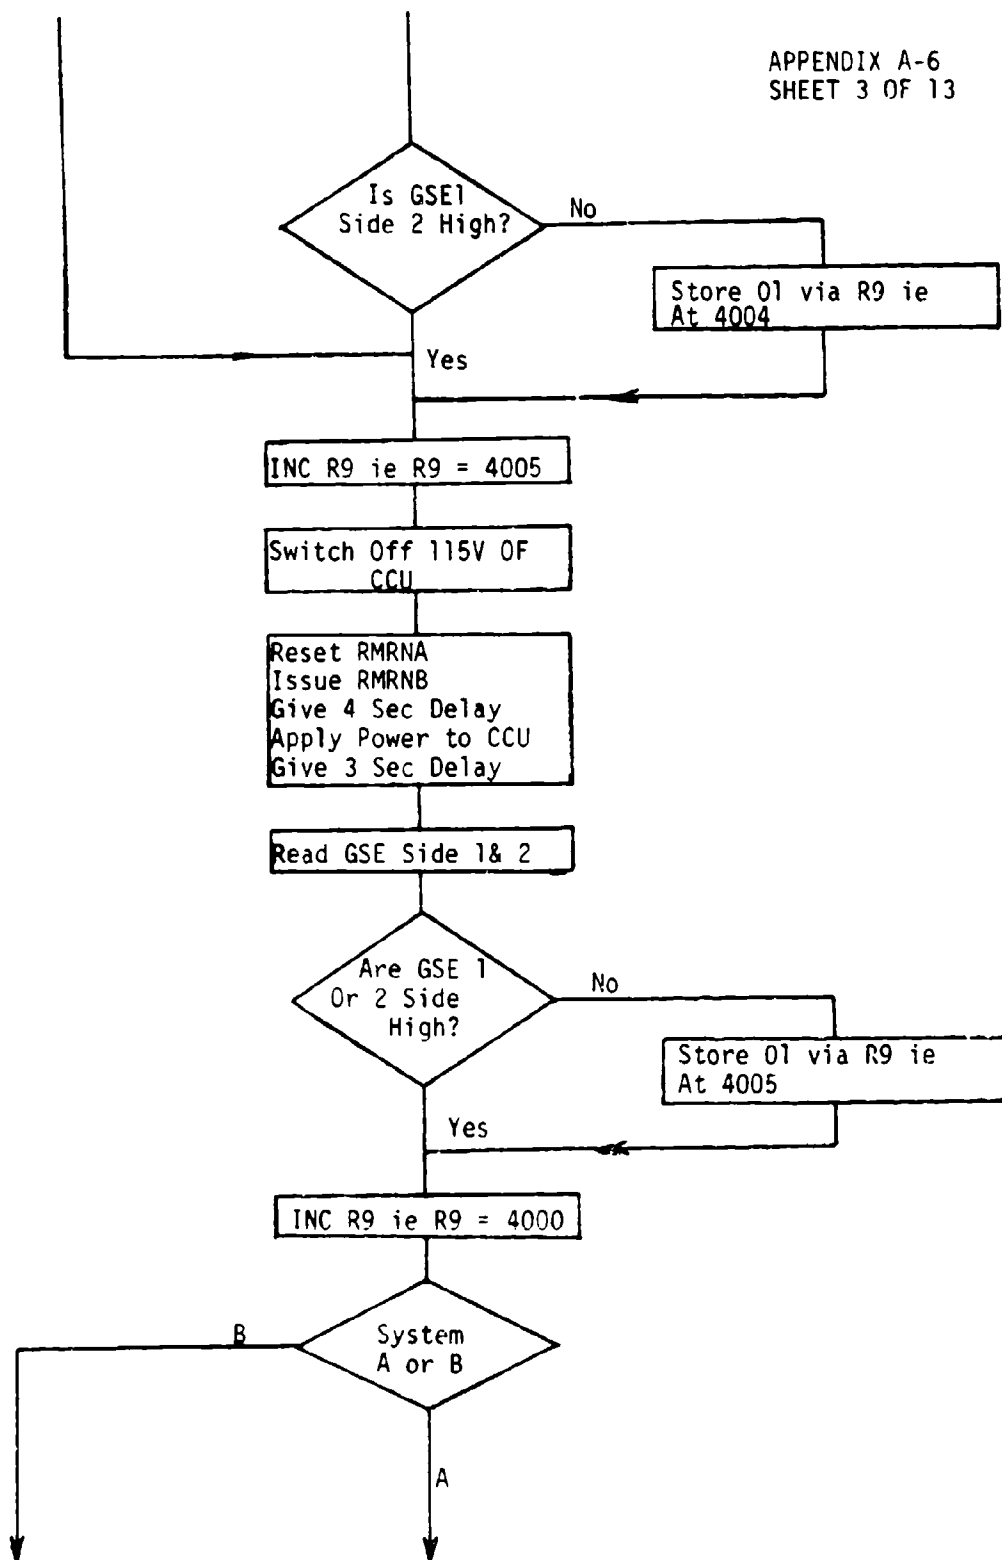 APPENDIX A-6
SHEET 3 OF 13
Is GSE1
Side 2 High?
No
Store 01 via R9 ie
At 4004
Yes
INC R9 ie R9 = 4005
Switch Off 115V OF
CCU
Reset RMRNA
Issue RMRNB
Give 4 Sec Delay
Apply Power to CCU
Give 3 Sec Delay
Read GSE Side 1& 2
Are GSE 1
Or 2 Side
High?
No
Store 01 via R9 ie
At 4005
Yes
INC R9 ie R9 = 4000
System
A or B
B
A